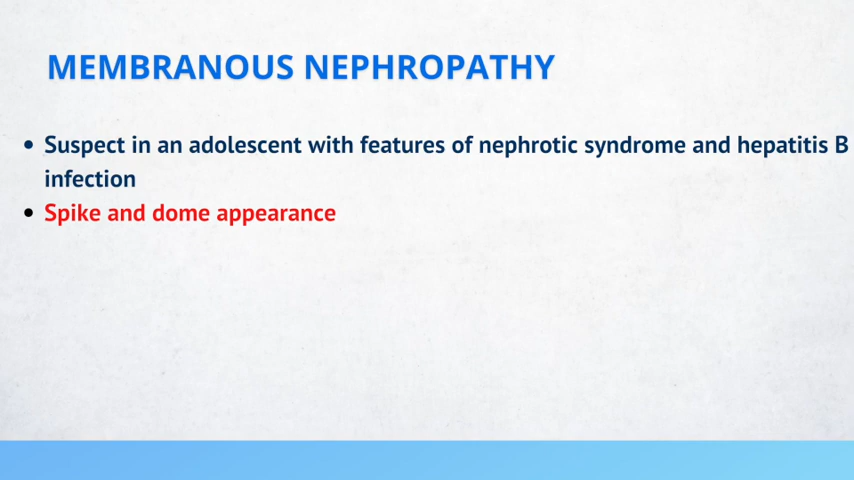 MEMBRANOUS NEPHROPATHY
• Suspect in an adolescent with features of nephrotic syndrome and hepatitis B
infection
• Spike and dome appearance